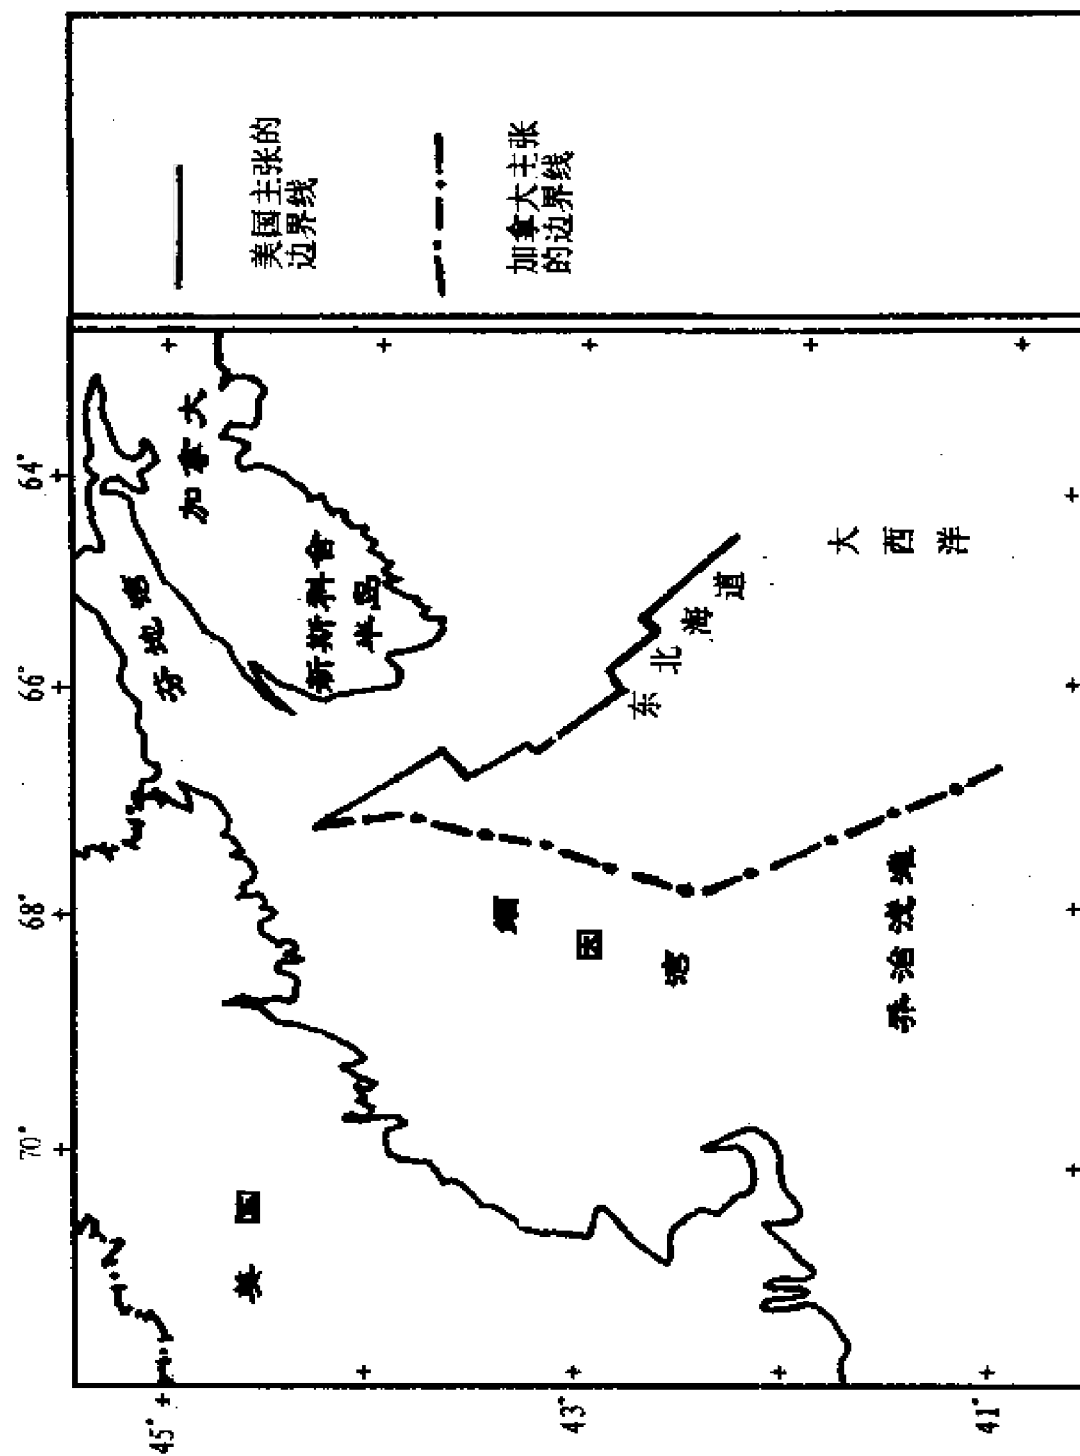 美国主张的
边界线
加拿大主张
的边界线
64°
66°
68°
70°
45°
43°
41°
加拿大
芬地湾
新斯科舍
半岛
东北海道
大西洋
缅因湾
乔治浅滩
美国